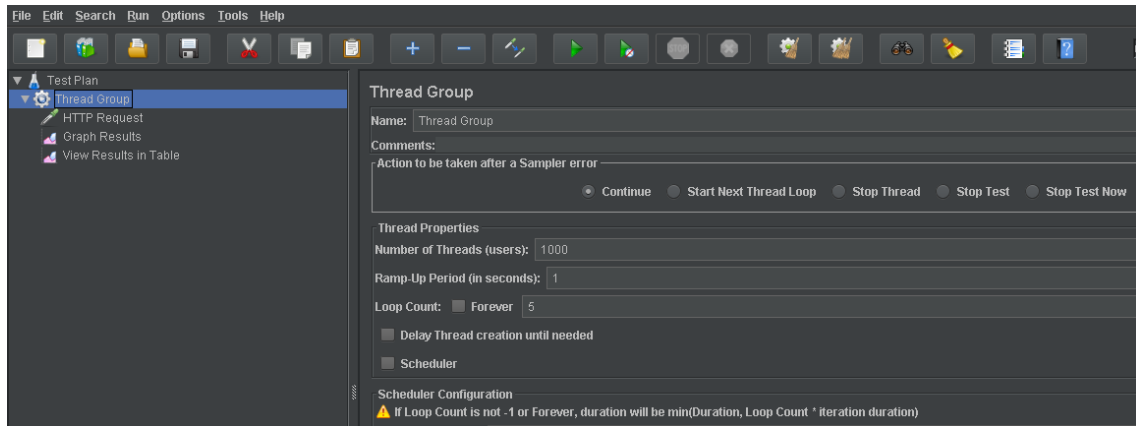 File Edit Search Run Options Tools Help
Test Plan
Thread Group
HTTP Request
Graph Results
View Results in Table
Thread Group
Name: Thread Group
Comments:
Action to be taken after a Sampler error
Continue Start Next Thread Loop Stop Thread Stop Test Stop Test Now
Thread Properties
Number of Threads (users): 1000
Ramp-Up Period (in seconds): 1
Loop Count: Forever 5
Delay Thread creation until needed
Scheduler
Scheduler Configuration
If Loop Count is not -1 or Forever, duration will be min(Duration, Loop Count * iteration duration)